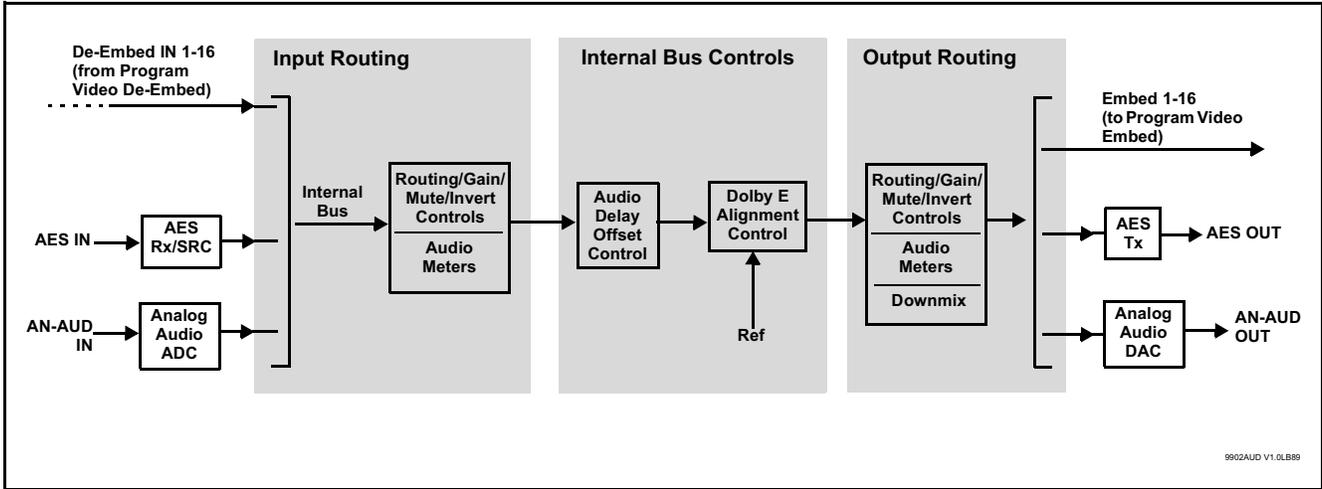 De-Embed IN 1-16
(from Program
Video De-Embed)
Input Routing
Internal Bus Controls
Output Routing
Embed 1-16
(to Program Video
Embed)
Internal
Bus
Routing/Gain/
Mute/Invert
Controls
Audio
Meters
Audio
Delay
Offset
Control
Dolby E
Alignment
Control
Routing/Gain/
Mute/Invert
Controls
Audio
Meters
Downmix
AES IN
AES
Rx/SRC
AES
Tx
AES OUT
AN-AUD
IN
Analog
Audio
ADC
Ref
Analog
Audio
DAC
AN-AUD
OUT
9902AUD V1.0LB89